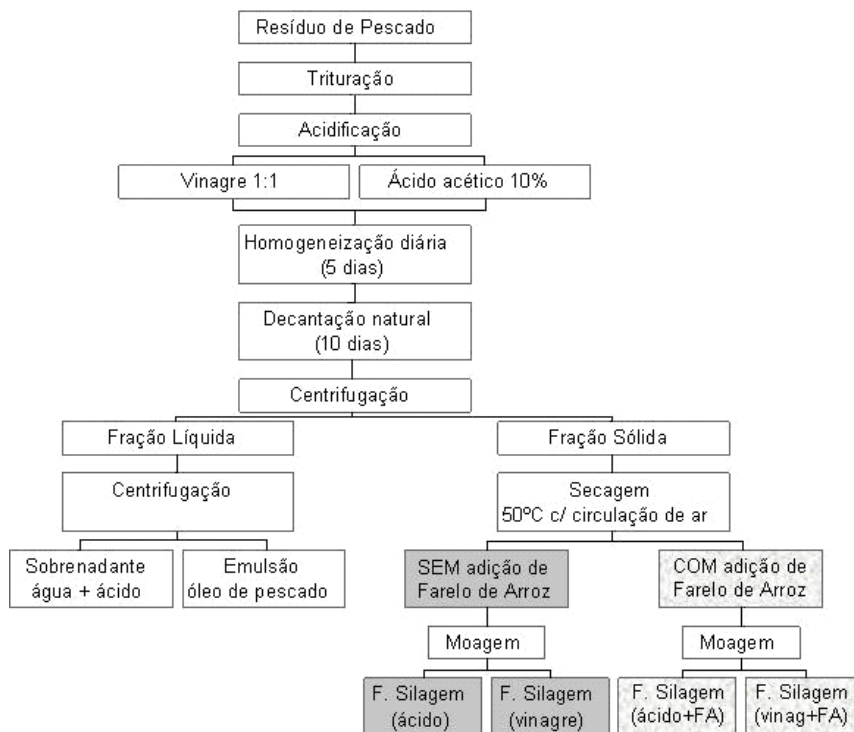 Resíduo de Pescado
Trituração
Acidificação
Vinagre 1:1
Ácido acético 10%
Homogeneização diária
(5 dias)
Decantação natural
(10 dias)
Centrifugação
Fração Líquida
Fração Sólida
Centrifugação
Secagem
50ºC c/ circulação de ar
Sobrenadante
água + ácido
Emulsão
óleo de pescado
SEM adição de
Farelo de Arroz
COM adição de
Farelo de Arroz
Moagem
Moagem
F. Silagem
(ácido)
F. Silagem
(vinagre)
F. Silagem
(ácido+FA)
F. Silagem
(vinag+FA)